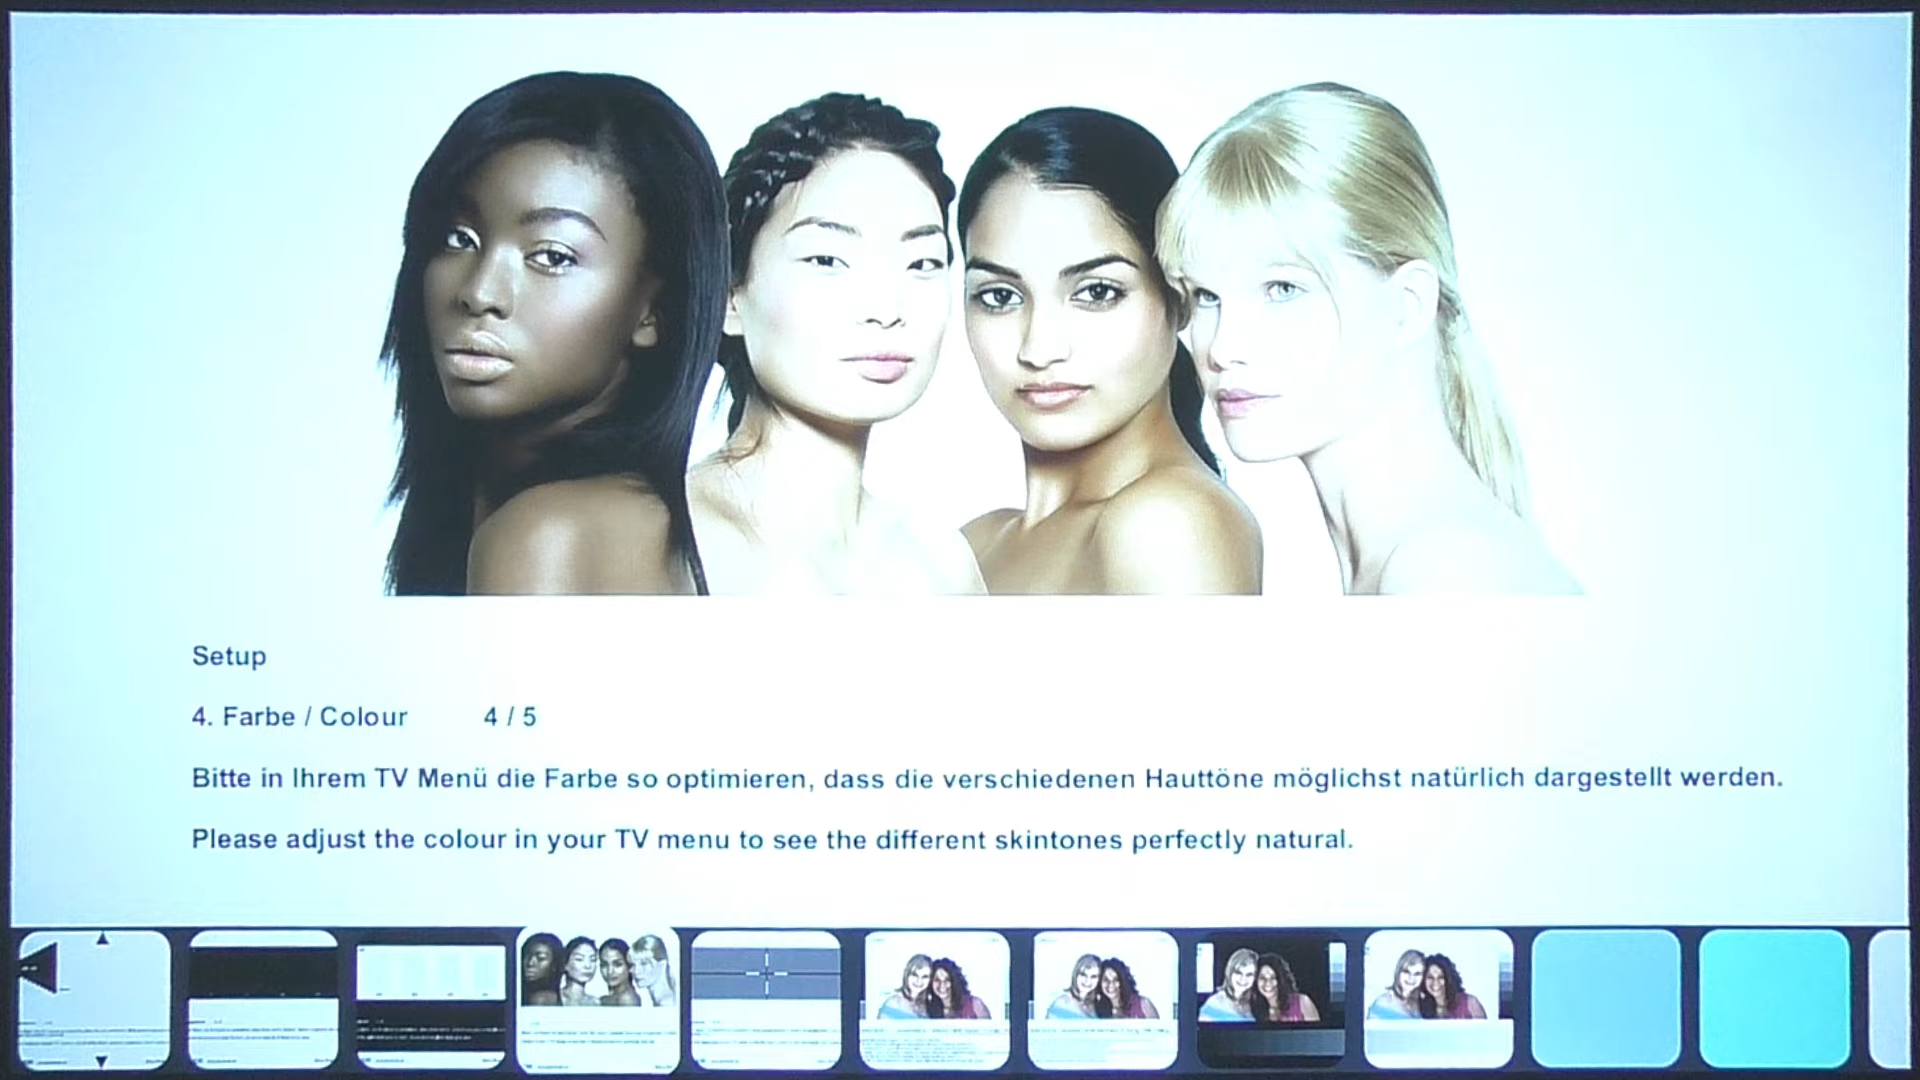 Setup
4. Farbe / Colour 4 / 5
Bitte in Ihrem TV Menü die Farbe so optimieren, dass die verschiedenen Hauttöne möglichst natürlich dargestellt werden.
Please adjust the colour in your TV menu to see the different skintones perfectly natural.